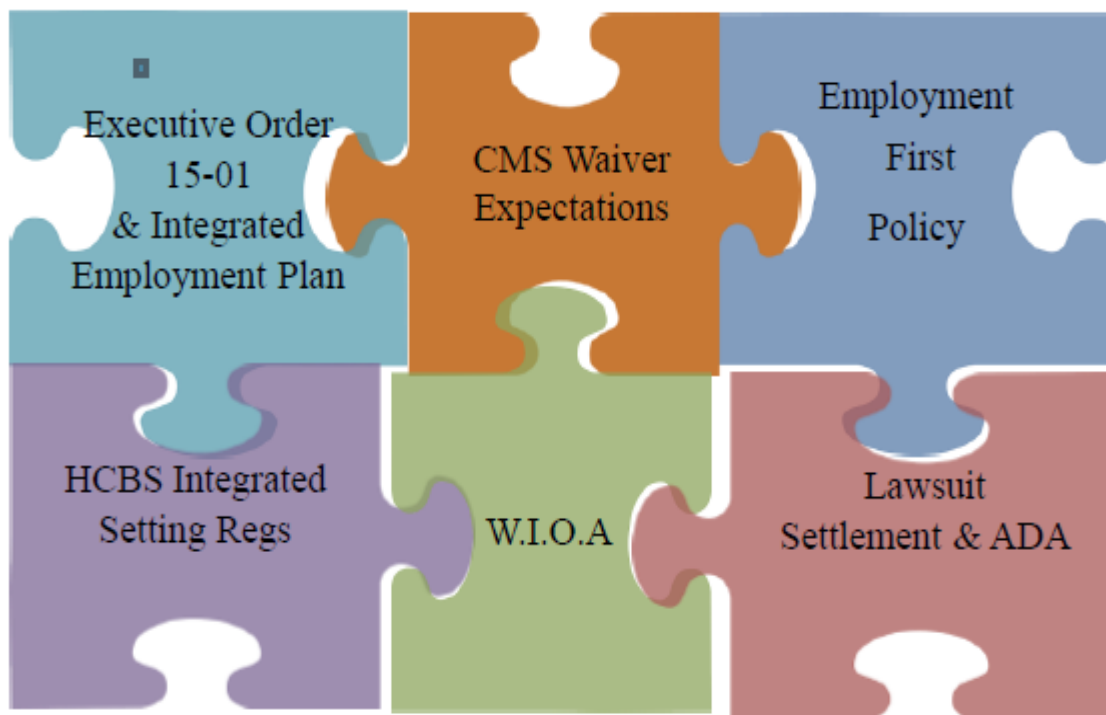 Executive Order
15-01
& Integrated
Employment Plan
CMS Waiver
Expectations
Employment
First
Policy
HCBS Integrated
Setting Regs
W.I.O.A
Lawsuit
Settlement & ADA